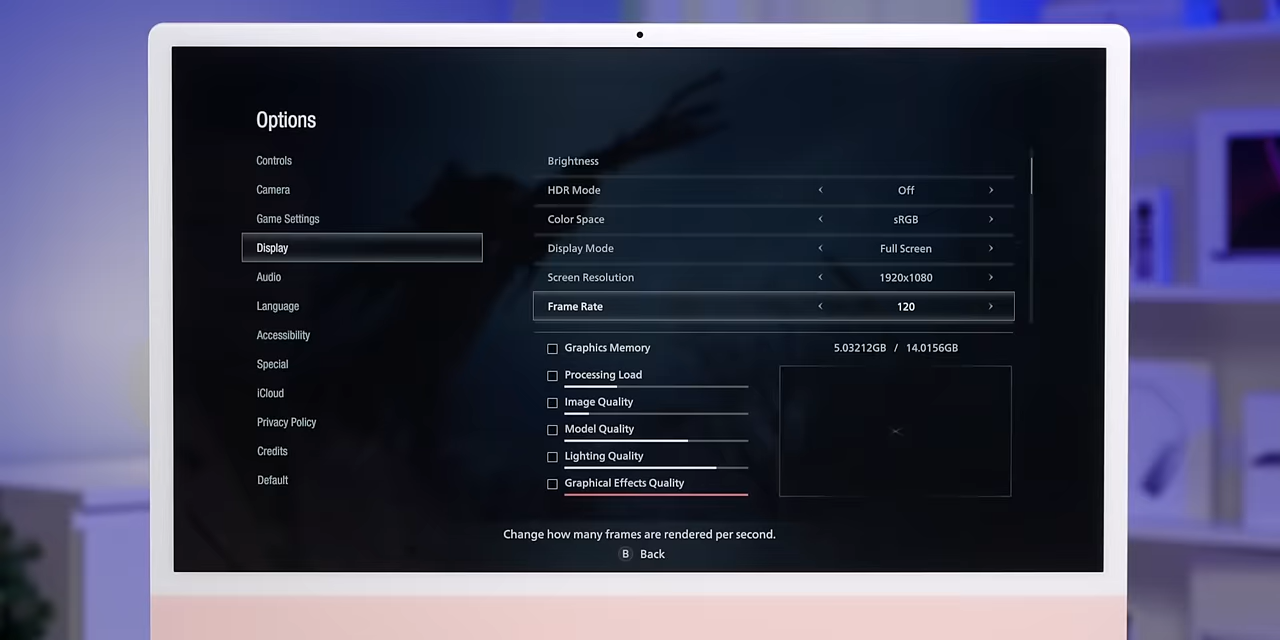 Options
Controls
Camera
Game Settings
Display
Audio
Language
Accessibility
Special
iCloud
Privacy Policy
Credits
Default
Brightness
HDR Mode Off
Color Space sRGB
Display Mode Full Screen
Screen Resolution 1920x1080
Frame Rate 120
Graphics Memory 5.03212GB / 14.0156GB
Processing Load
Image Quality
Model Quality
Lighting Quality
Graphical Effects Quality
Change how many frames are rendered per second.
B Back